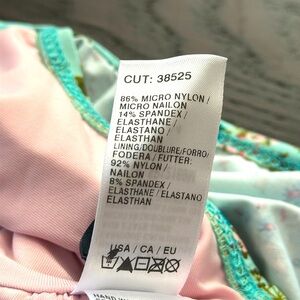 CUT: 38525
86% MICRO NYLON /
MICRO NAILON
14% SPANDEX /
ELASTHANE /
ELASTANO /
ELASTHAN
LINING/DOUBLURE/FORRO/
FODERA / FUTTER:
92% NYLON /
NAILON
8% SPANDEX /
ELASTHANE / ELASTANO
ELASTHAN
USA / CA / EU
HAND